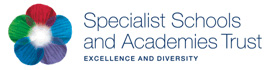 Specialist Schools
and Academies Trust
EXCELLENCE AND DIVERSITY